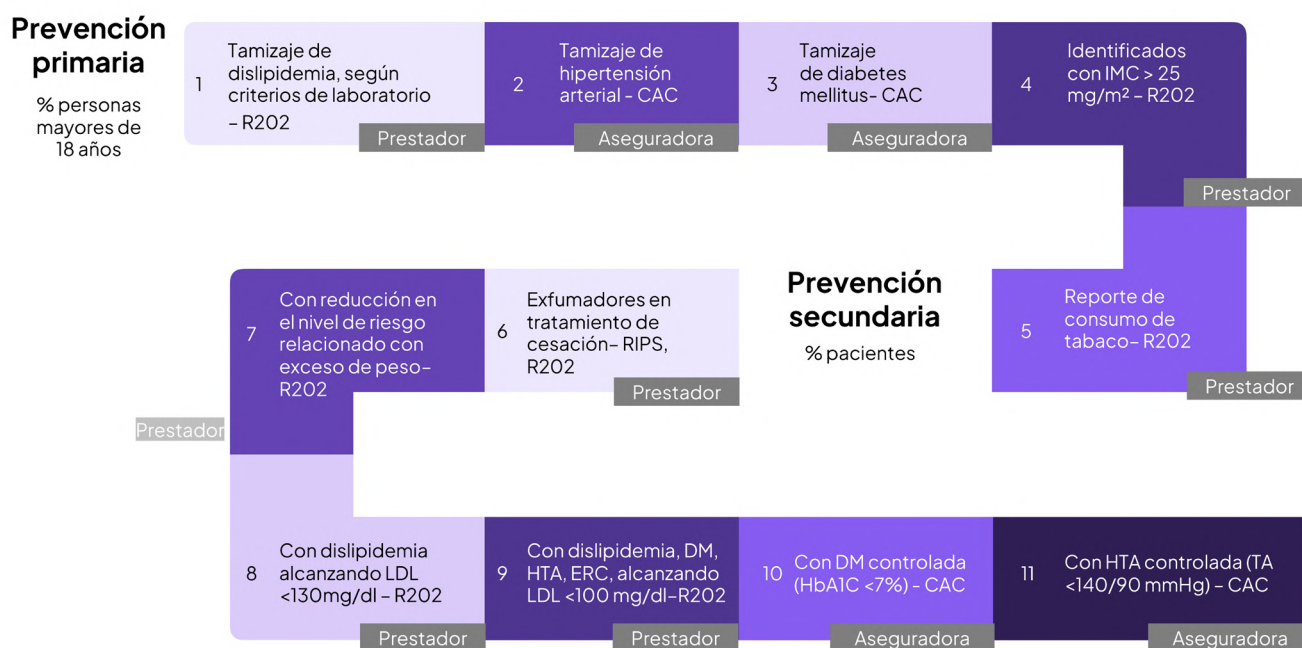 Prevención
primaria
% personas
mayores de
18 años
1
Tamizaje de
dislipidemia, según
criterios de laboratorio
– R202
Prestador
2
Tamizaje de
hipertensión
arterial - CAC
Aseguradora
3
Tamizaje
de diabetes
mellitus- CAC
Aseguradora
4
Identificados
con IMC > 25
mg/m² – R202
Prestador
5
Reporte de
consumo de
tabaco– R202
Prestador
Prevención
secundaria
% pacientes
6
Exfumadores en
tratamiento de
cesación– RIPS,
R202
Prestador
7
Con reducción en
el nivel de riesgo
relacionado con
exceso de peso–
R202
Prestador
8
Con dislipidemia
alcanzando LDL
<130mg/dl – R202
Prestador
9
Con dislipidemia, DM,
HTA, ERC, alcanzando
LDL <100 mg/dl–R202
Prestador
10
Con DM controlada
(HbA1C <7%) - CAC
Aseguradora
11
Con HTA controlada (TA
<140/90 mmHg) – CAC
Aseguradora